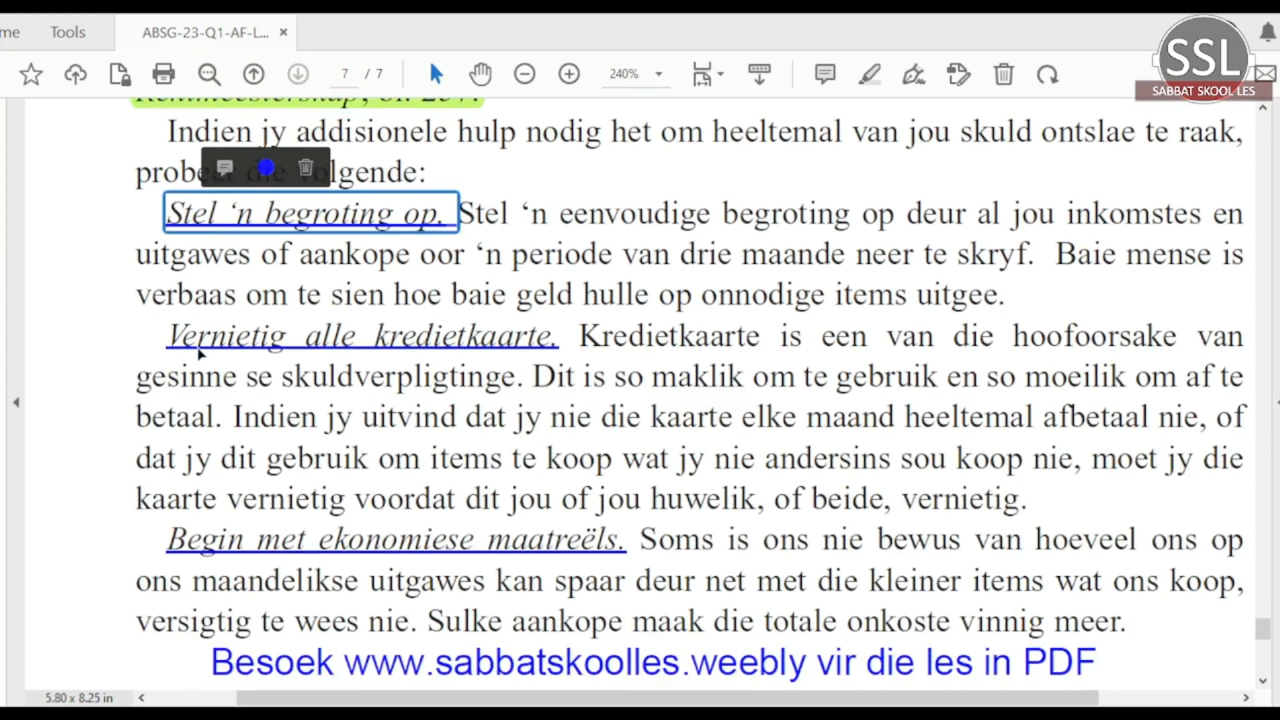 me Tools ABSG-23-Q1-AF-L... ×
7 / 7 240%
SSL
SABBAT SKOOL LES
Indien jy addisionele hulp nodig het om heeltemal van jou skuld ontslae te raak,
volgende:
Stel ‘n begroting op. Stel ‘n eenvoudige begroting op deur al jou inkomstes en
uitgawes of aankope oor ‘n periode van drie maande neer te skryf. Baie mense is
verbaas om te sien hoe baie geld hulle op onnodige items uitgee.
Vernietig alle kredietkaarte. Kredietkaarte is een van die hoofoorsake van
gesinne se skuldverpligtinge. Dit is so maklik om te gebruik en so moeilik om af te
betaal. Indien jy uitvind dat jy nie die kaarte elke maand heeltemal afbetaal nie, of
dat jy dit gebruik om items te koop wat jy nie andersins sou koop nie, moet jy die
kaarte vernietig voordat dit jou of jou huwelik, of beide, vernietig.
Begin met ekonomiese maatreëls. Soms is ons nie bewus van hoeveel ons op
ons maandelikse uitgawes kan spaar deur net met die kleiner items wat ons koop,
versigtig te wees nie. Sulke aankope maak die totale onkoste vinnig meer.
Besoek www.sabbatskoolles.weebly vir die les in PDF
5.80 x 8.25 in